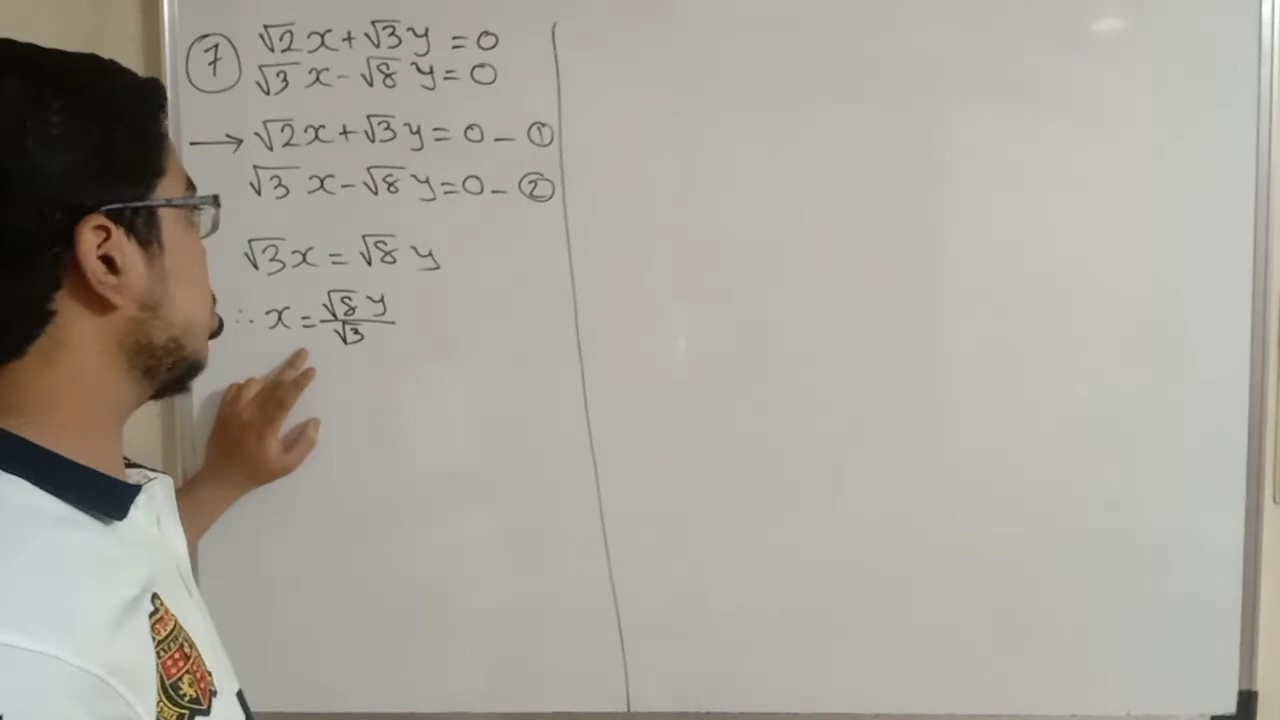 ⑦ √2x + √3y = 0
√3x - √8y = 0
→ √2x + √3y = 0 - ①
√3x - √8y = 0 - ②
√3x = √8y
∴ x = √8y/√3